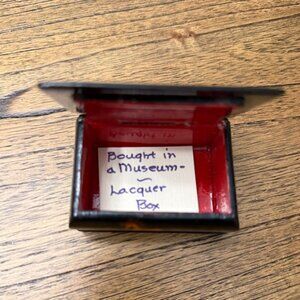 Bought in
a Museum-
~
Lacquer
Box